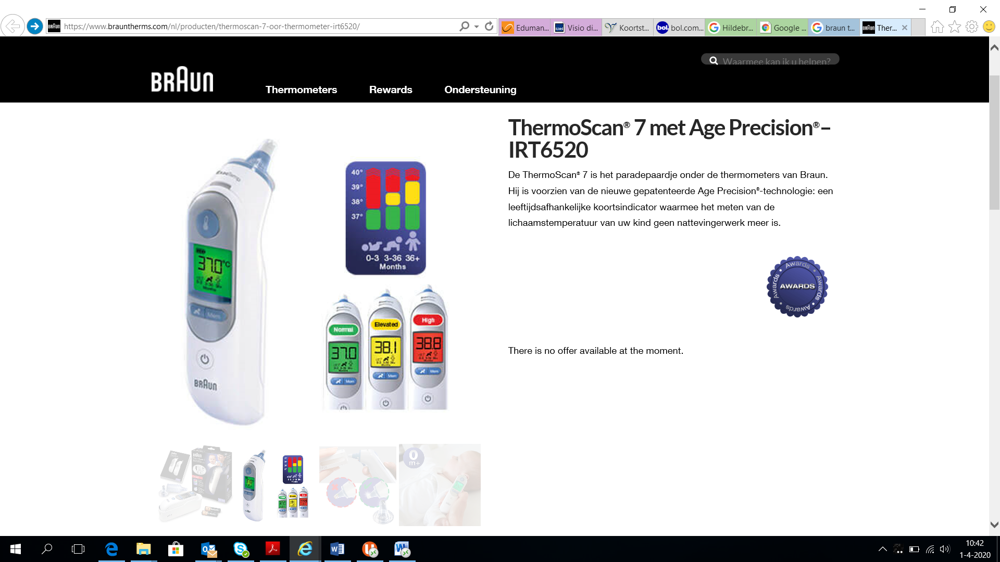 https://www.brauntherms.com/nl/producten/thermoscan-7-oor-thermometer-irt6520/
Eduman...
Visio di...
Koortst...
bol.com...
Hildebr...
Google ...
braun t...
Ther...
Waarmee kan ik u helpen?
BRAUN
Thermometers
Rewards
Ondersteuning
ThermoScan® 7 met Age Precision®–
IRT6520
De ThermoScan® 7 is het paradepaardje onder de thermometers van Braun.
Hij is voorzien van de nieuwe gepatenteerde Age Precision®-technologie: een
leeftijdsafhankelijke koortsindicator waarmee het meten van de
lichaamstemperatuur van uw kind geen nattevingerwerk meer is.
40°
39°
38°
37°
0-3 3-36 36+
Months
37.0°C
Mem
BRAUN
Normal
Elevated
High
37.0
38.1
38.8
Mem
Mem
Mem
Awards
Awards
AWARDS
Awards
Awards
There is no offer available at the moment.
0
m+
10:42
1-4-2020